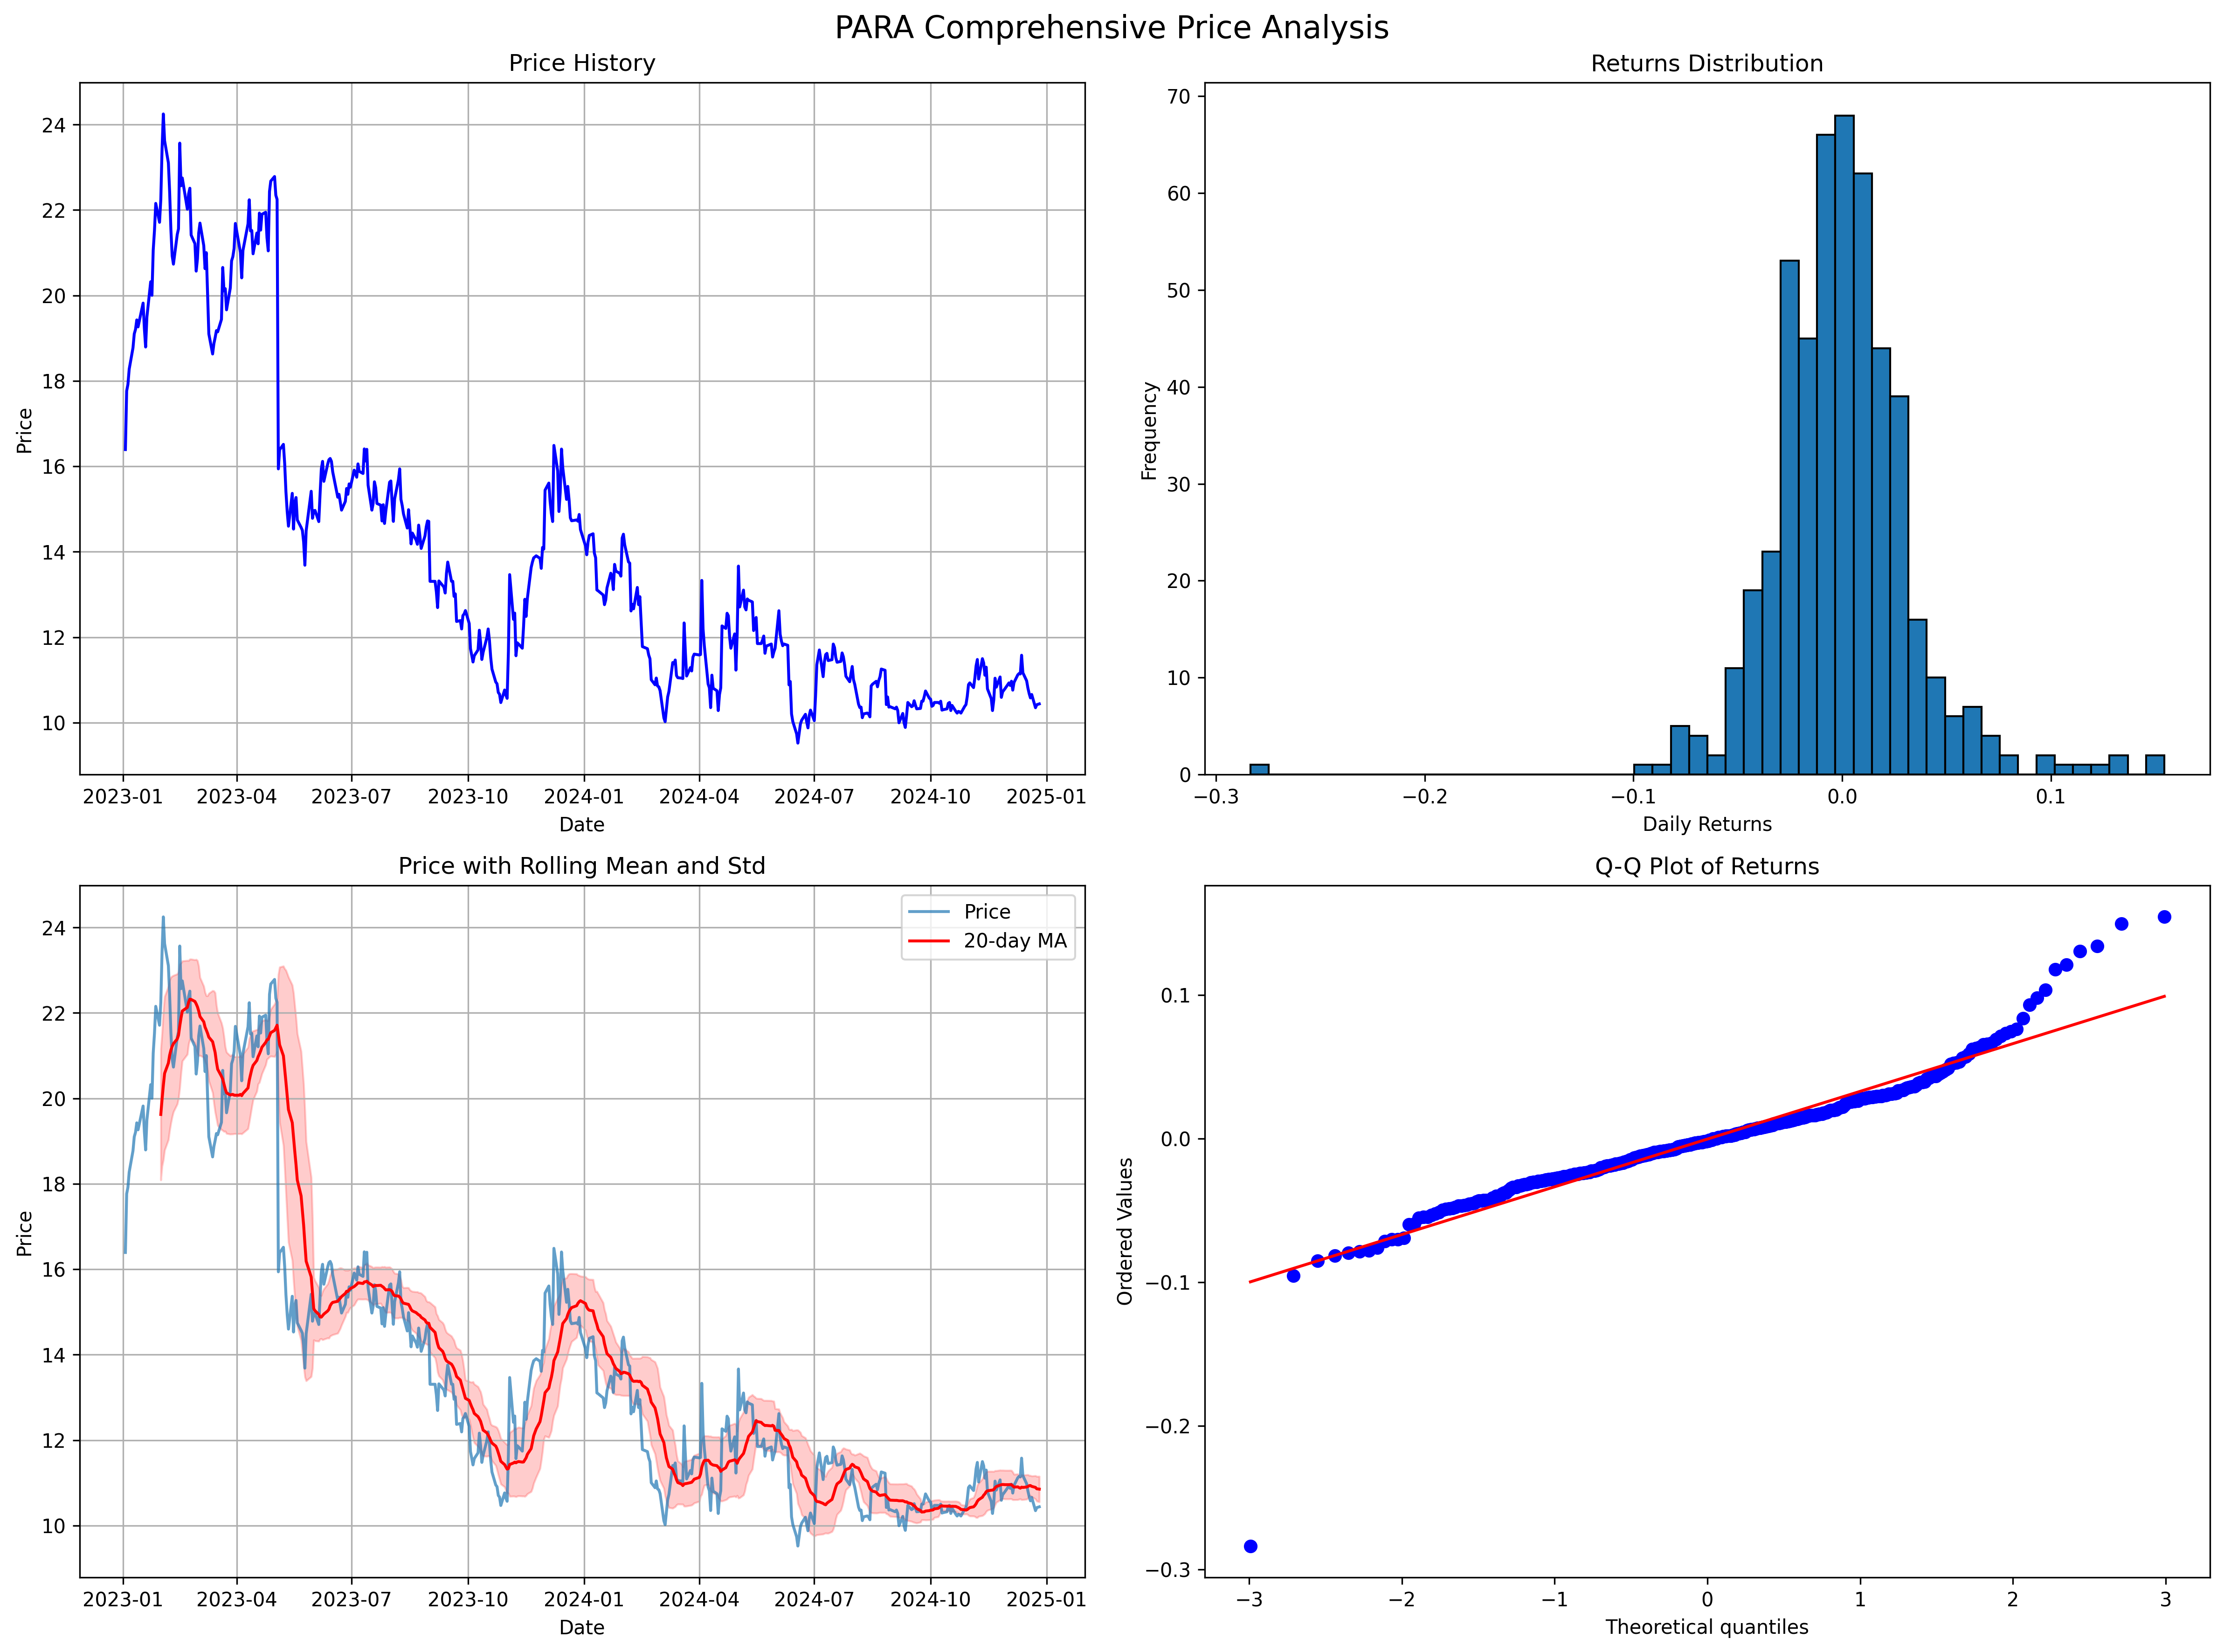 PARA Comprehensive Price Analysis
Price History
24
22
20
18
16
14
12
10
Price
2023-01 2023-04 2023-07 2023-10 2024-01 2024-04 2024-07 2024-10 2025-01
Date
Returns Distribution
70
60
50
40
30
20
10
0
Frequency
−0.3 −0.2 −0.1 0.0 0.1
Daily Returns
Price with Rolling Mean and Std
Price
20-day MA
24
22
20
18
16
14
12
10
Price
2023-01 2023-04 2023-07 2023-10 2024-01 2024-04 2024-07 2024-10 2025-01
Date
Q-Q Plot of Returns
0.1
0.0
−0.1
−0.2
−0.3
Ordered Values
−3 −2 −1 0 1 2 3
Theoretical quantiles